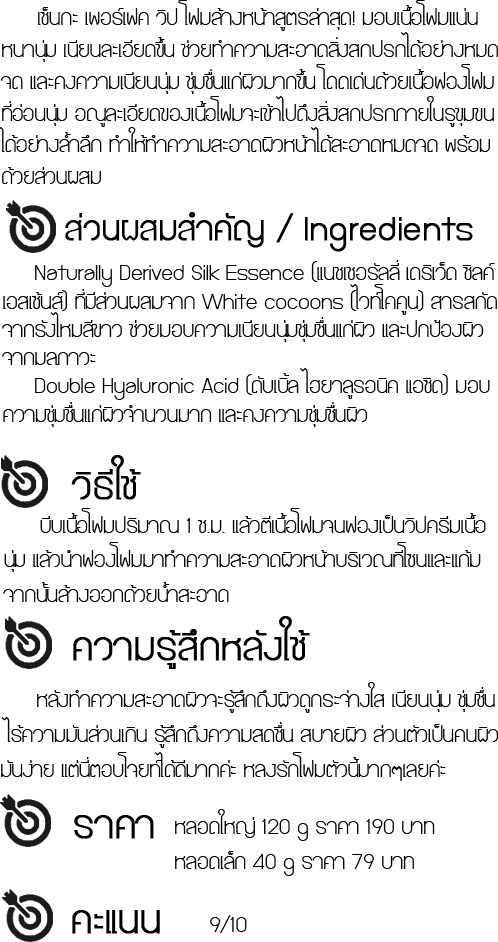 เซ็นกะ เพอร์เฟค วิป โฟมล้างหน้าสูตรล่าสุด! มอบเนื้อโฟมแน่น
หนานุ่ม เนียนละเอียดขึ้น ช่วยทำความสะอาดสิ่งสกปรกได้อย่างหมด
จด และคงความเนียนนุ่ม ชุ่มชื่นแก่ผิวมากขึ้น โดดเด่นด้วยเนื้อฟองโฟม
ที่อ่อนนุ่ม อณูละเอียดของเนื้อโฟมจะเข้าไปถึงสิ่งสกปรกภายในรูขุมขน
ได้อย่างล้ำลึก ทำให้ทำความสะอาดผิวหน้าได้สะอาดหมดจด พร้อม
ด้วยส่วนผสม
ส่วนผสมสำคัญ / Ingredients
Naturally Derived Silk Essence (แนชเชอรัลลี่ เดริเว็ด ซิลค์
เอสเซ้นส์) ที่มีส่วนผสมจาก White cocoons (ไวท์โคคูน) สารสกัด
จากรังไหมสีขาว ช่วยมอบความเนียนนุ่มชุ่มชื่นแก่ผิว และปกป้องผิว
จากมลภาวะ
Double Hyaluronic Acid (ดับเบิ้ล ไฮยาลูรอนิค แอซิด) มอบ
ความชุ่มชื่นแก่ผิวจำนวนมาก และคงความชุ่มชื่นผิว
วิธีใช้
บีบเนื้อโฟมปริมาณ 1 ซ.ม. แล้วตีเนื้อโฟมจนฟองเป็นวิปครีมเนื้อ
นุ่ม แล้วนำฟองโฟมมาทำความสะอาดผิวหน้าบริเวณทีโซนและแก้ม
จากนั้นล้างออกด้วยน้ำสะอาด
ความรู้สึกหลังใช้
หลังทำความสะอาดผิวจะรู้สึกถึงผิวดูกระจ่างใส เนียนนุ่ม ชุ่มชื่น
ไร้ความมันส่วนเกิน รู้สึกถึงความสดชื่น สบายผิว ส่วนตัวเป็นคนผิว
มันง่าย แต่นี่ตอบโจยท์ได้ดีมากค่ะ หลงรักโฟมตัวนี้มากๆเลยค่ะ
ราคา หลอดใหญ่ 120 g ราคา 190 บาท
หลอดเล็ก 40 g ราคา 79 บาท
คะแนน 9/10